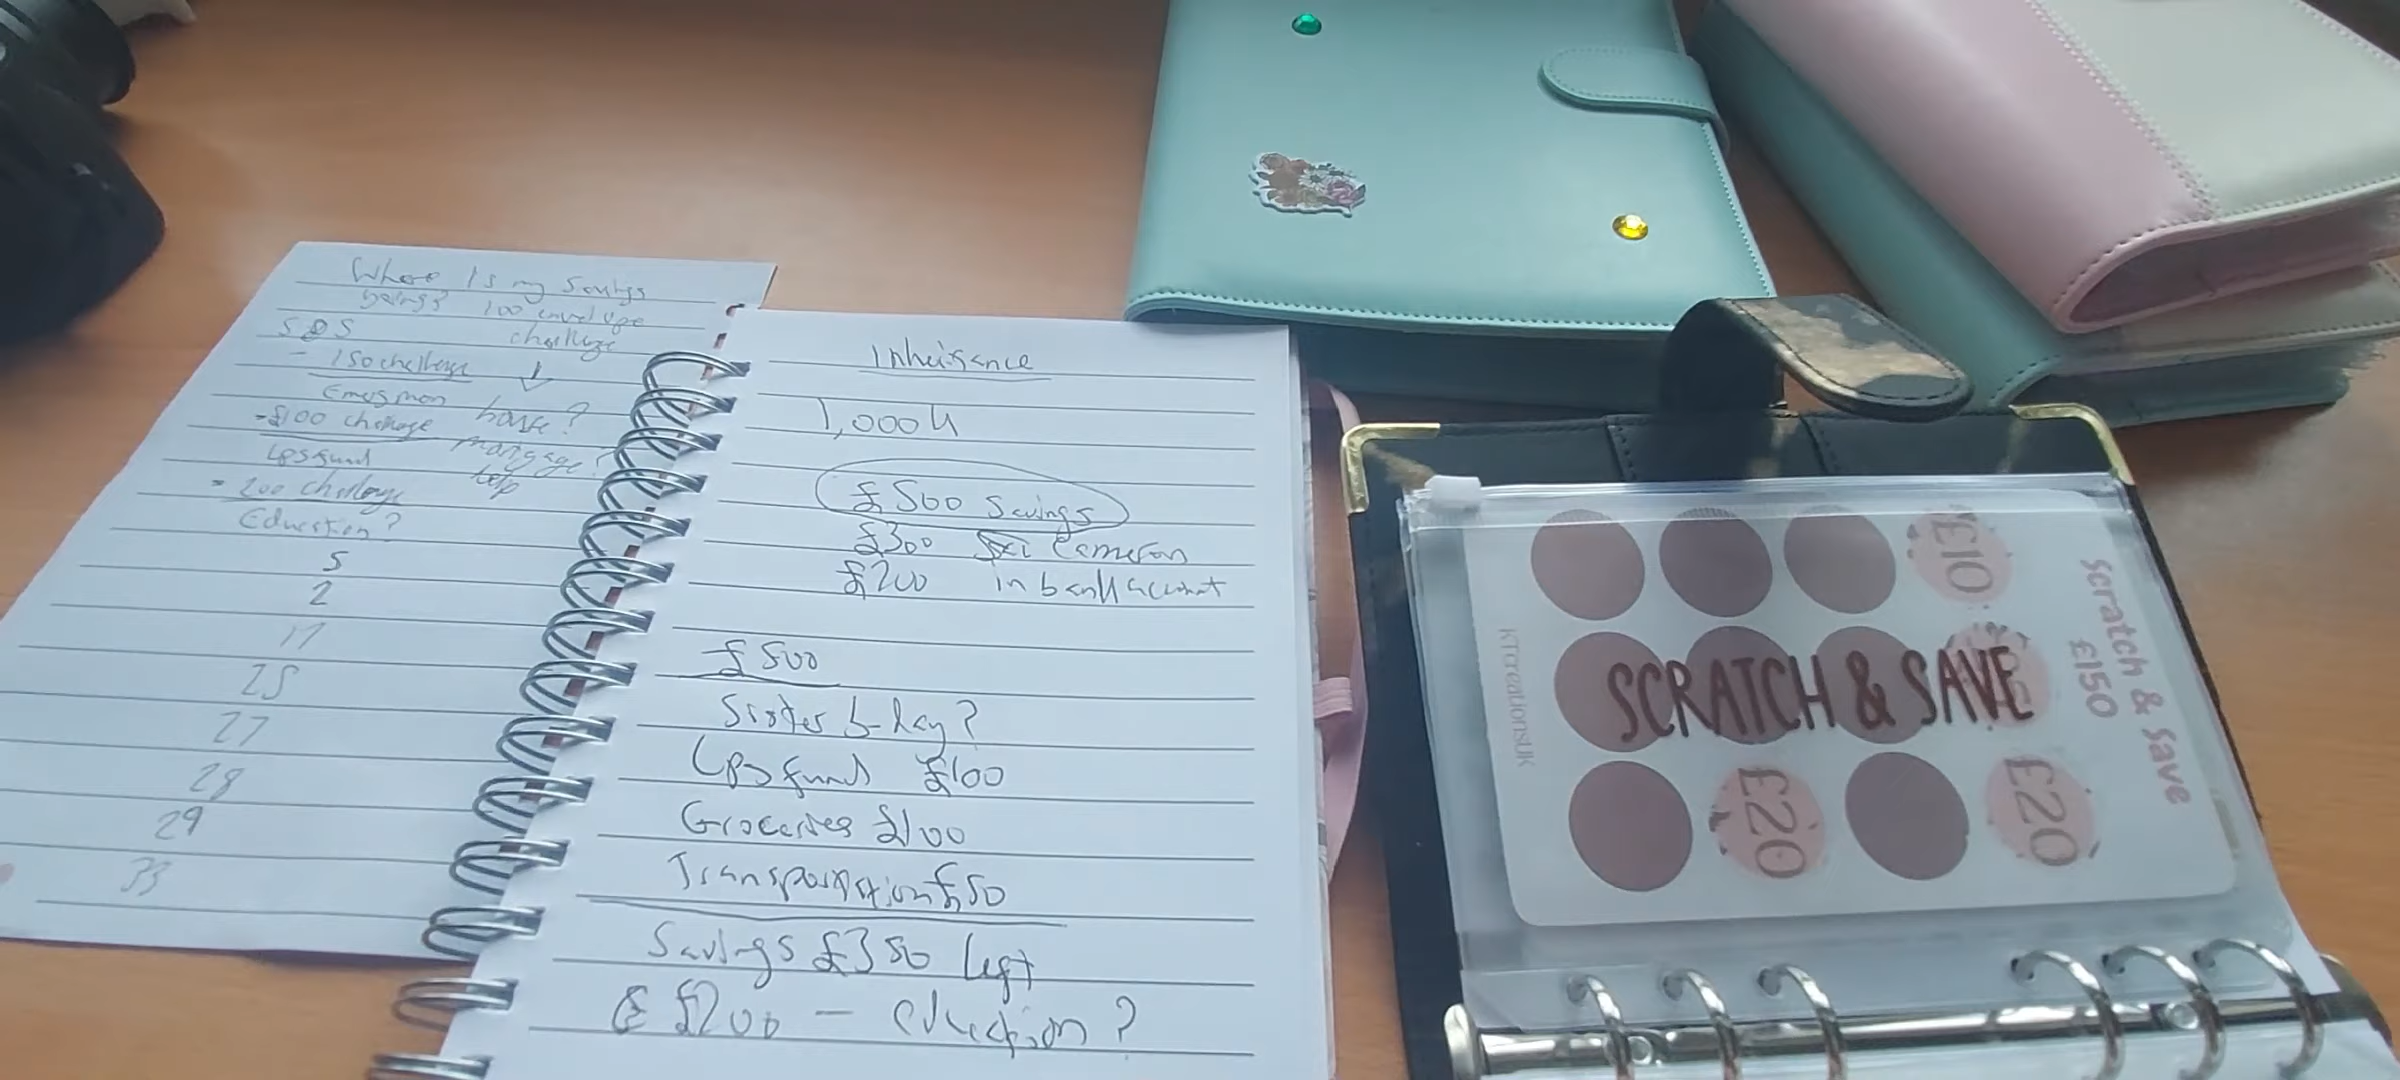 Where Is my Savings
going? 100 envelope
challenge
SOS
- 150 challenge
house?
- £100 challenge
mortgage?
help
LPS fund
- 200 challenge
Education?
5
2
17
25
27
28
29
33
Inheritance
1,000
£500 Savings
£300 Cameron
£200 in bank account
£500
Sister b-day?
LPS fund £100
Groceries £100
Transportation £50
Savings £350 left
£200 - education?
SCRATCH & SAVE
Scratch & Save
£150
£10
£20
£20
KTcreationsUK